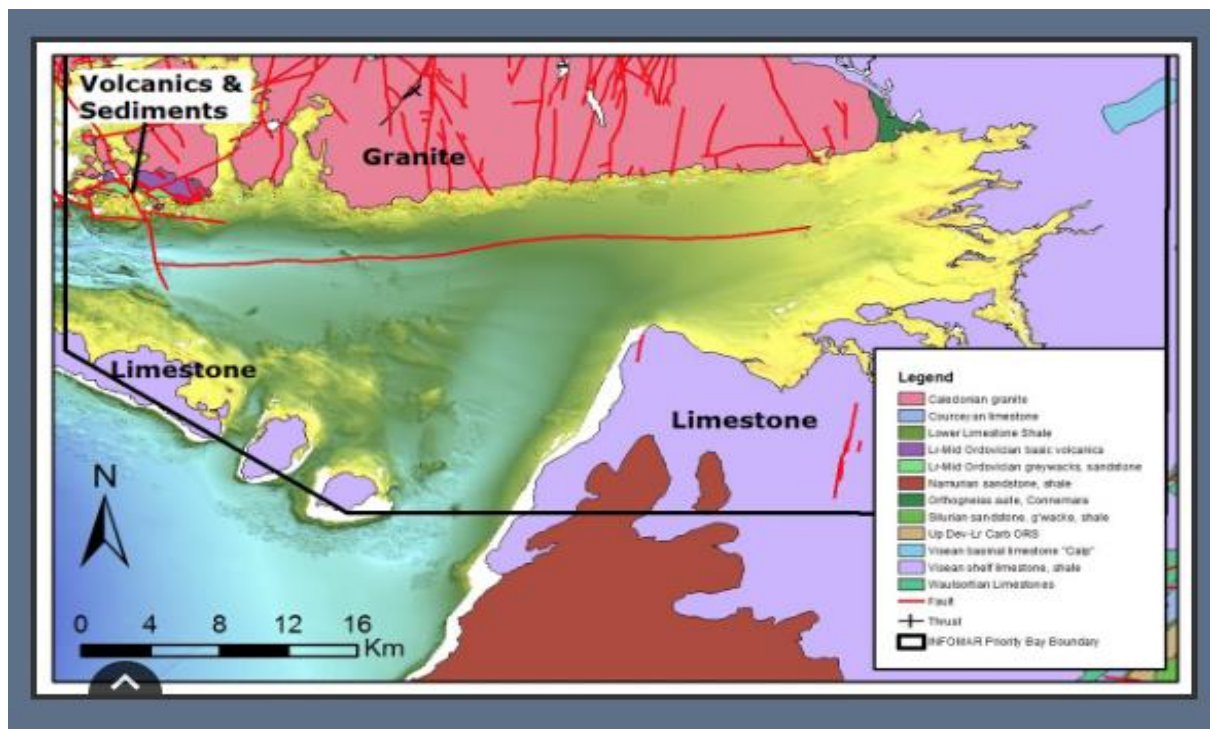 Volcanics &
Sediments
Granite
Limestone
Limestone
N
0 4 8 12 16
Km
Legend
Caledonian granite
Courceyan limestone
Lower Limestone Shale
Lr-Mid Ordovician basic volcanics
Lr-Mid Ordovician greywacke, sandstone
Namurian sandstone, shale
Orthogneiss suite, Connemara
Silurian sandstone, g'wacke, shale
Up Dev-Lr Carb ORS
Visean basinal limestone "Calp"
Visean shelf limestone, shale
Waulsortian Limestones
Fault
Thrust
INFOMAR Priority Bay Boundary